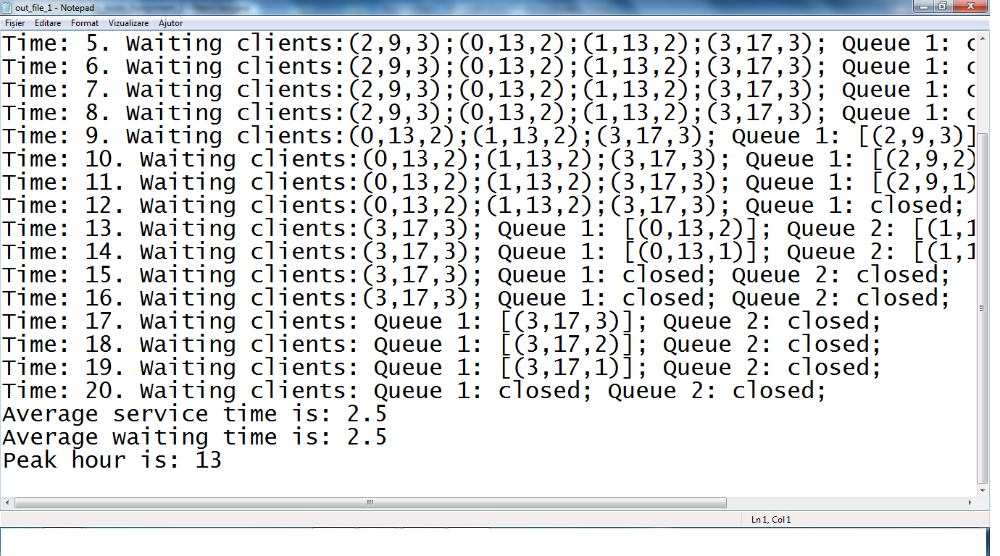 out_file_1 - Notepad
Fișier Editare Format Vizualizare Ajutor
Time: 5. Waiting clients:(2,9,3);(0,13,2);(1,13,2);(3,17,3); Queue 1: c
Time: 6. Waiting clients:(2,9,3);(0,13,2);(1,13,2);(3,17,3); Queue 1: c
Time: 7. Waiting clients:(2,9,3);(0,13,2);(1,13,2);(3,17,3); Queue 1: c
Time: 8. Waiting clients:(2,9,3);(0,13,2);(1,13,2);(3,17,3); Queue 1: c
Time: 9. Waiting clients:(0,13,2);(1,13,2);(3,17,3); Queue 1: [(2,9,3)]
Time: 10. Waiting clients:(0,13,2);(1,13,2);(3,17,3); Queue 1: [(2,9,2)
Time: 11. Waiting clients:(0,13,2);(1,13,2);(3,17,3); Queue 1: [(2,9,1)
Time: 12. Waiting clients:(0,13,2);(1,13,2);(3,17,3); Queue 1: closed;
Time: 13. Waiting clients:(3,17,3); Queue 1: [(0,13,2)]; Queue 2: [(1,1
Time: 14. Waiting clients:(3,17,3); Queue 1: [(0,13,1)]; Queue 2: [(1,1
Time: 15. Waiting clients:(3,17,3); Queue 1: closed; Queue 2: closed;
Time: 16. Waiting clients:(3,17,3); Queue 1: closed; Queue 2: closed;
Time: 17. Waiting clients: Queue 1: [(3,17,3)]; Queue 2: closed;
Time: 18. Waiting clients: Queue 1: [(3,17,2)]; Queue 2: closed;
Time: 19. Waiting clients: Queue 1: [(3,17,1)]; Queue 2: closed;
Time: 20. Waiting clients: Queue 1: closed; Queue 2: closed;
Average service time is: 2.5
Average waiting time is: 2.5
Peak hour is: 13
Ln 1, Col 1